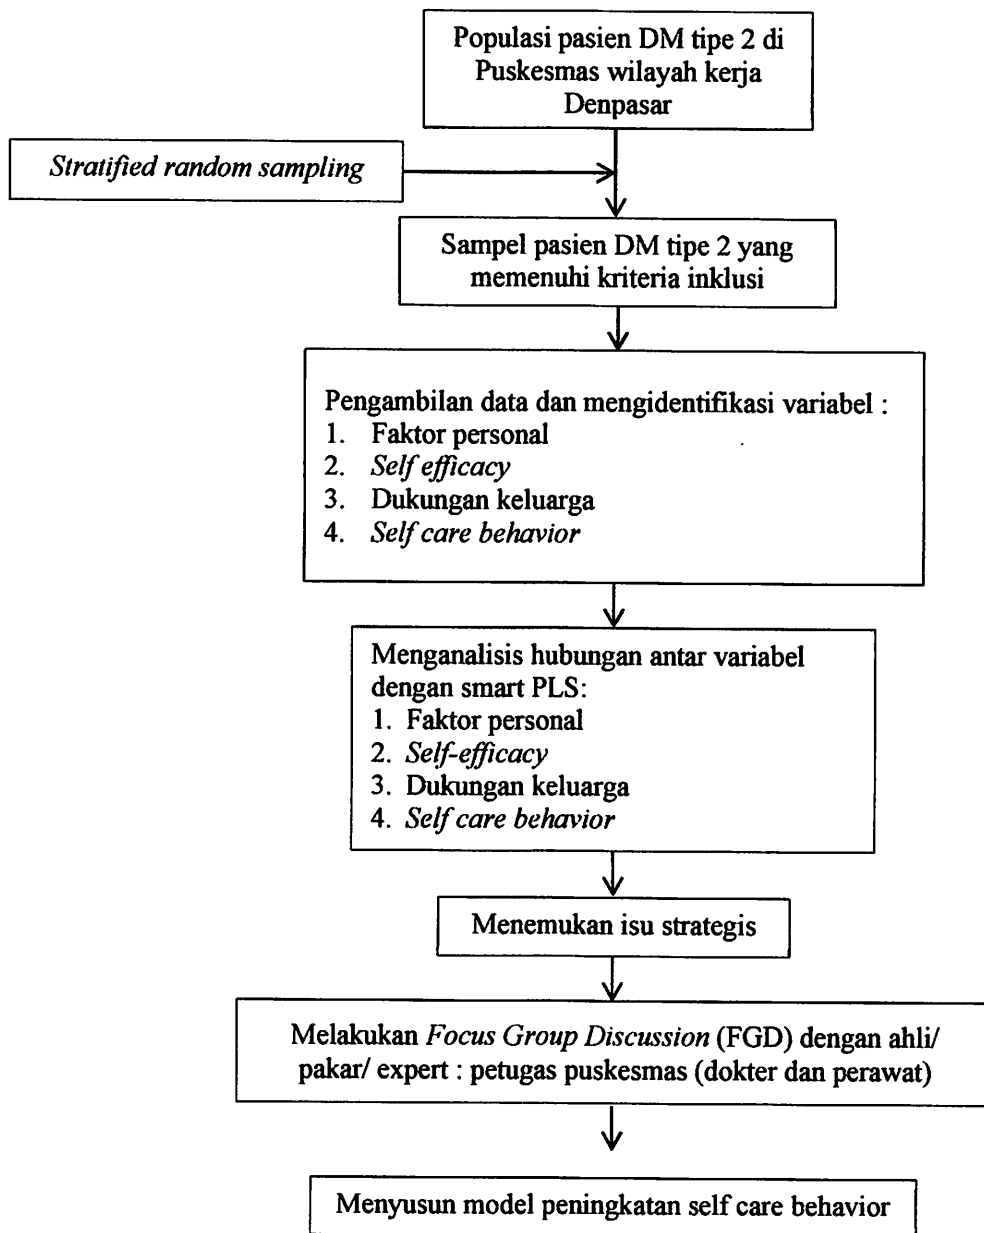 Populasi pasien DM tipe 2 di
Puskesmas wilayah kerja
Denpasar
Stratified random sampling
Sampel pasien DM tipe 2 yang
memenuhi kriteria inklusi
Pengambilan data dan mengidentifikasi variabel :
1. Faktor personal
2. Self efficacy
3. Dukungan keluarga
4. Self care behavior
Menganalisis hubungan antar variabel
dengan smart PLS:
1. Faktor personal
2. Self-efficacy
3. Dukungan keluarga
4. Self care behavior
Menemukan isu strategis
Melakukan Focus Group Discussion (FGD) dengan ahli/
pakar/ expert : petugas puskesmas (dokter dan perawat)
Menyusun model peningkatan self care behavior